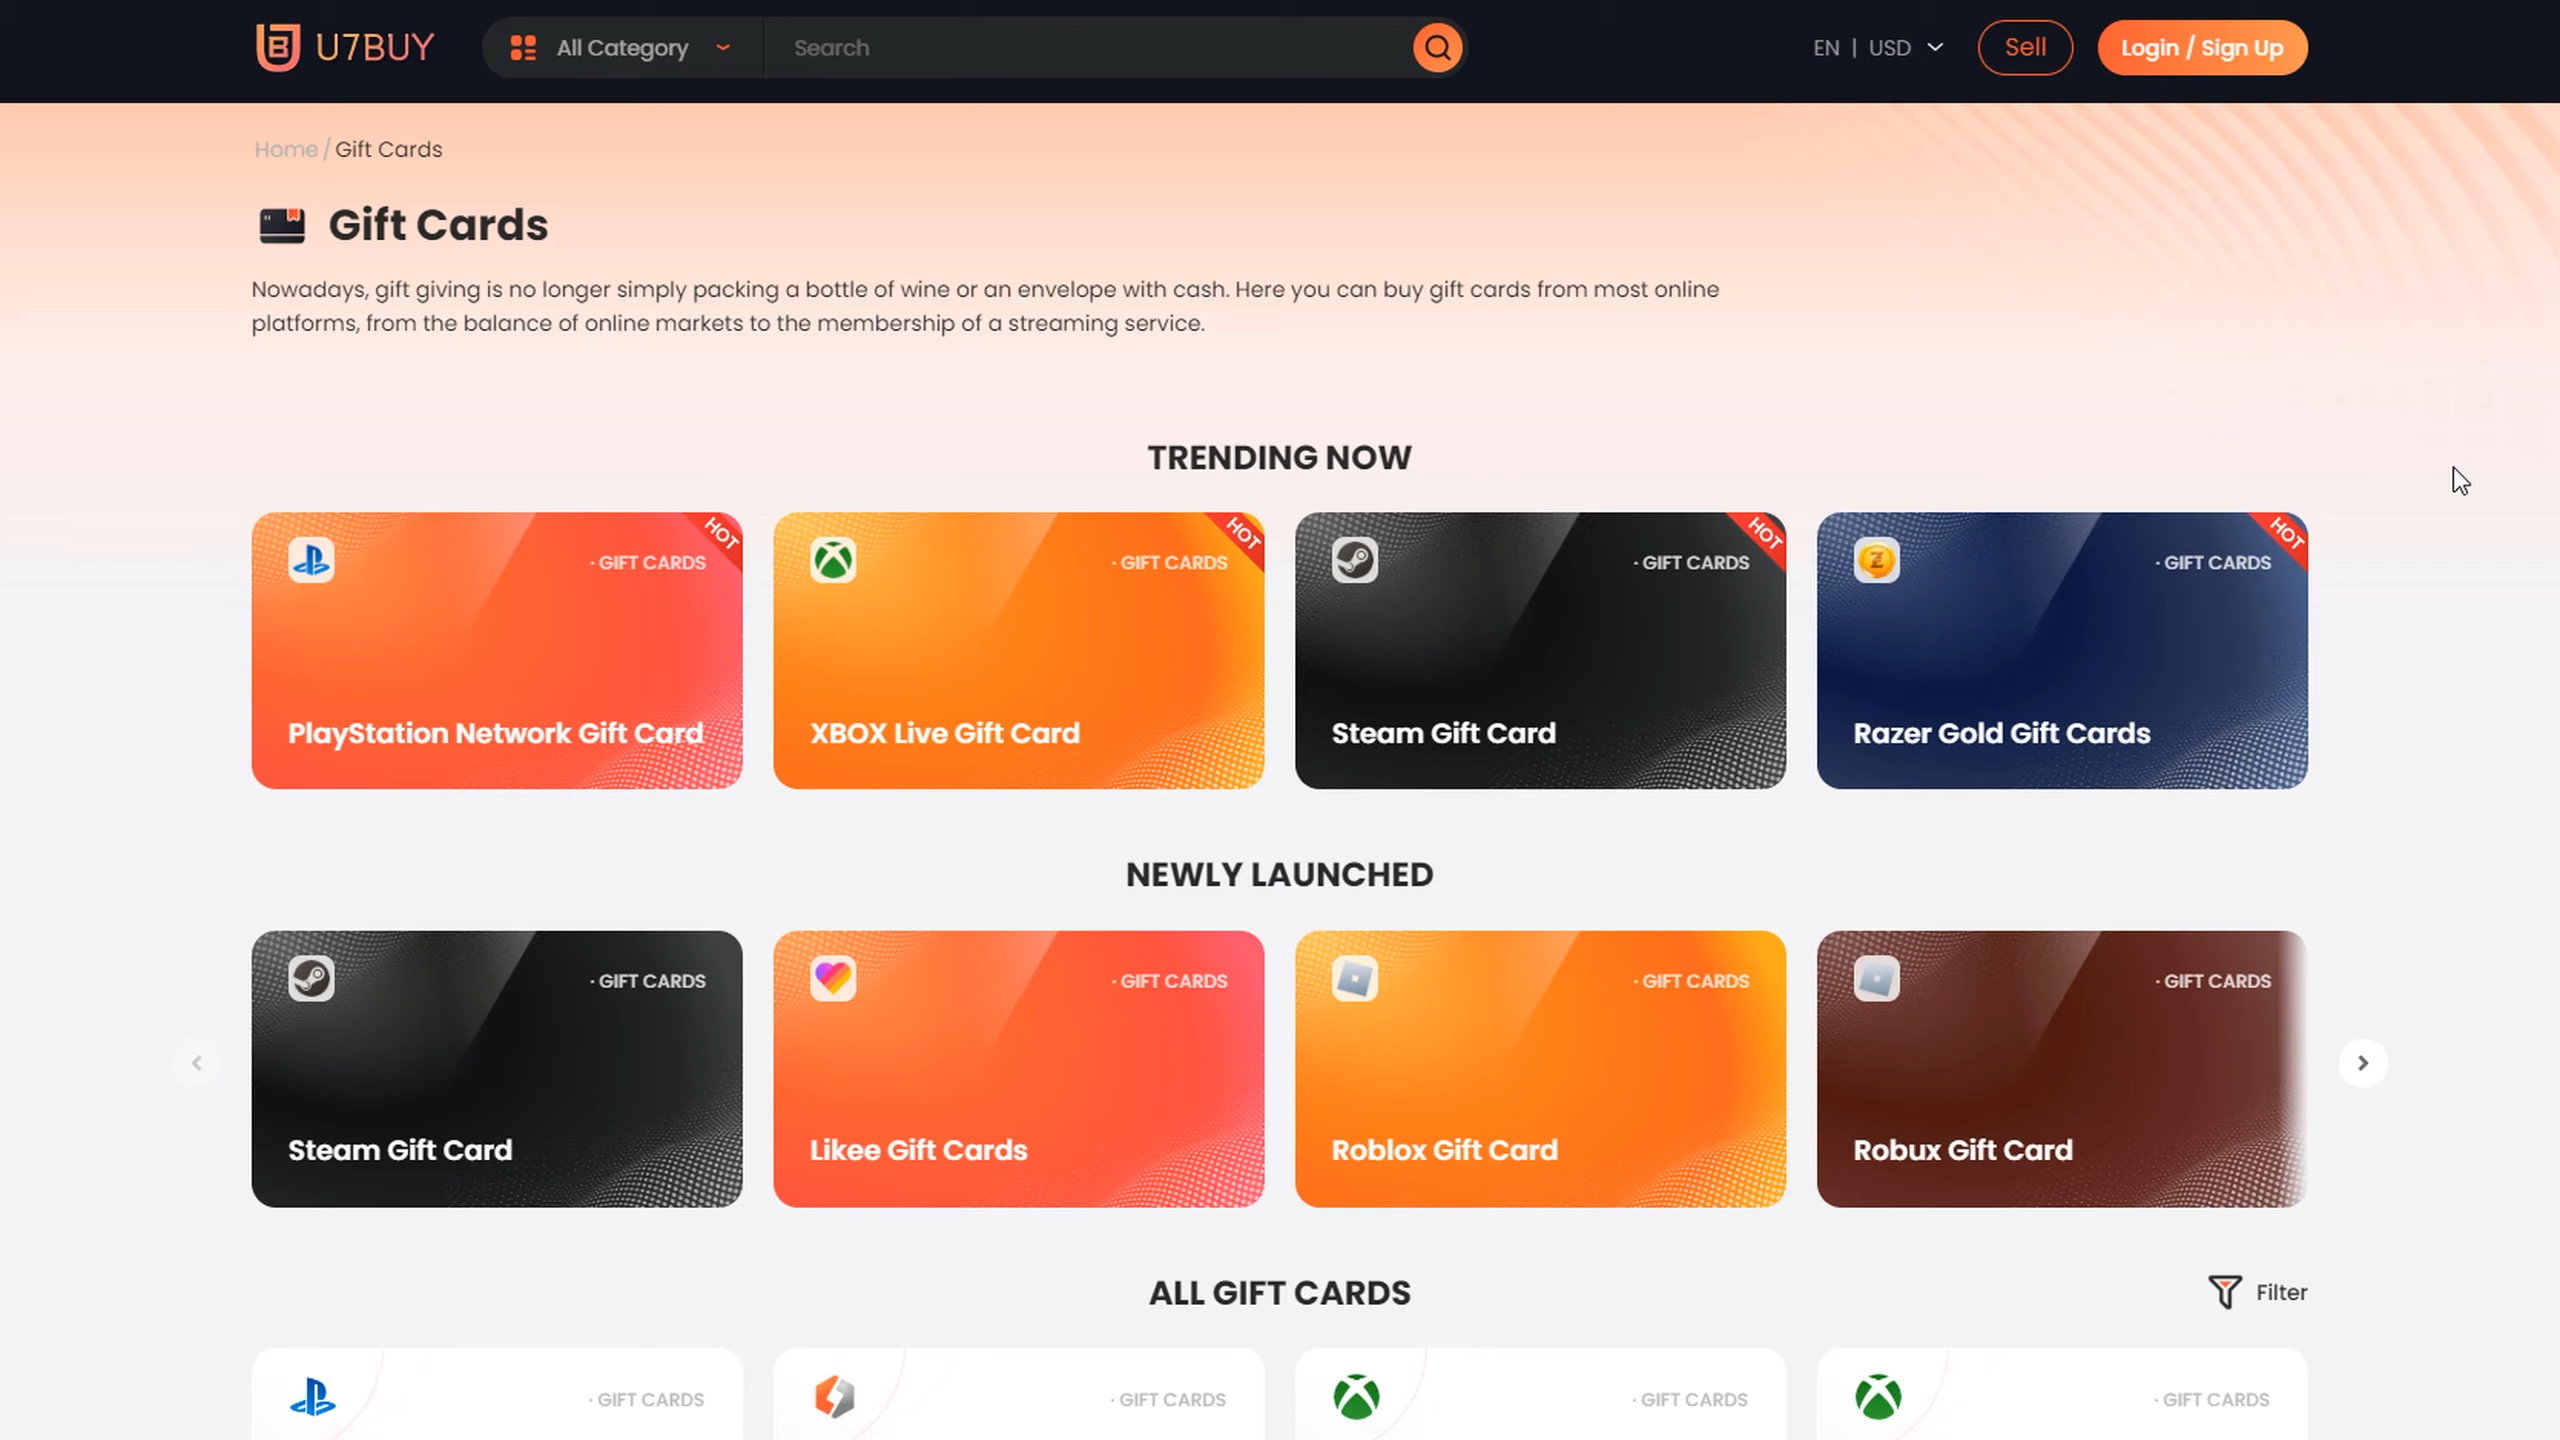 U7BUY
All Category
Search
EN | USD
Sell
Login / Sign Up
Home / Gift Cards
Gift Cards
Nowadays, gift giving is no longer simply packing a bottle of wine or an envelope with cash. Here you can buy gift cards from most online
platforms, from the balance of online markets to the membership of a streaming service.
TRENDING NOW
· GIFT CARDS
HOT
PlayStation Network Gift Card
· GIFT CARDS
HOT
XBOX Live Gift Card
· GIFT CARDS
HOT
Steam Gift Card
· GIFT CARDS
HOT
Razer Gold Gift Cards
NEWLY LAUNCHED
· GIFT CARDS
Steam Gift Card
· GIFT CARDS
Likee Gift Cards
· GIFT CARDS
Roblox Gift Card
· GIFT CARDS
Robux Gift Card
ALL GIFT CARDS
Filter
· GIFT CARDS
· GIFT CARDS
· GIFT CARDS
· GIFT CARDS